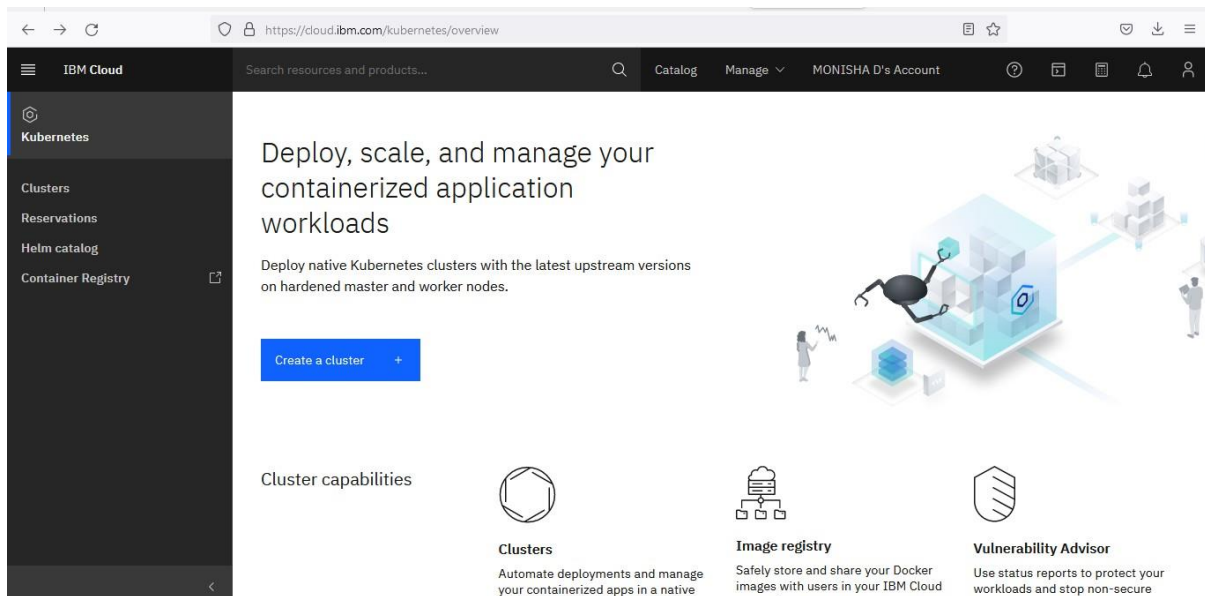 https://cloud.ibm.com/kubernetes/overview
IBM Cloud
Search resources and products...
Catalog
Manage
MONISHA D's Account
Kubernetes
Clusters
Reservations
Helm catalog
Container Registry
Deploy, scale, and manage your
containerized application
workloads
Deploy native Kubernetes clusters with the latest upstream versions
on hardened master and worker nodes.
Create a cluster +
Cluster capabilities
Clusters
Automate deployments and manage
your containerized apps in a native
Image registry
Safely store and share your Docker
images with users in your IBM Cloud
Vulnerability Advisor
Use status reports to protect your
workloads and stop non-secure